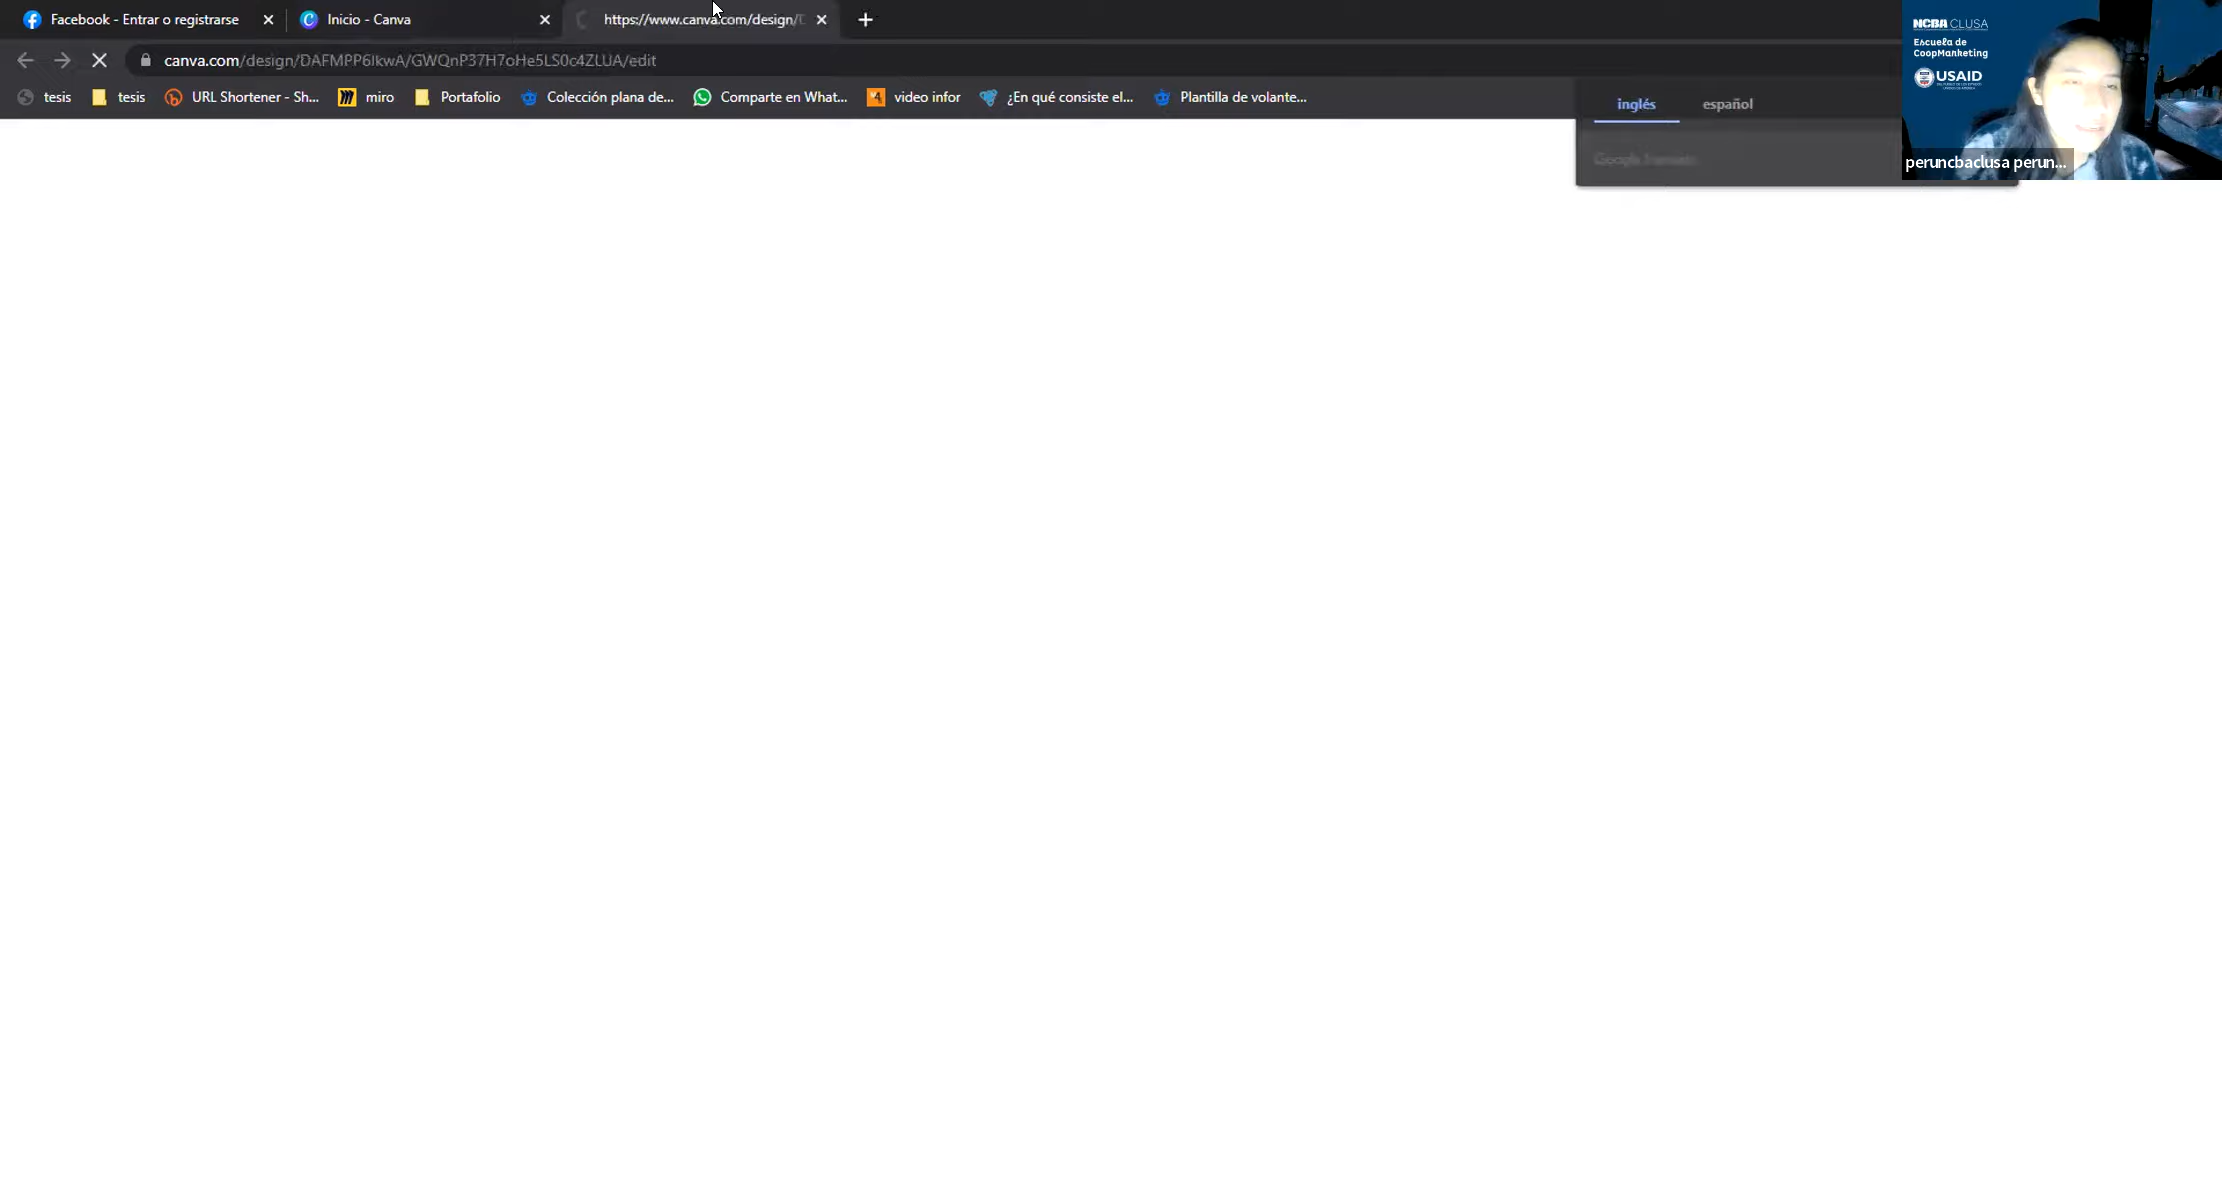 Facebook - Entrar o registrarse
Inicio - Canva
https://www.canva.com/design/
canva.com/design/DAFMPP6lkwA/GWQnP37H7oHe5LS0c4ZLUA/edit
tesis
tesis
URL Shortener - Sh...
miro
Portafolio
Colección plana de...
Comparte en What...
video infor
¿En qué consiste el...
Plantilla de volante...
inglés
español
Google Translate
NCBA CLUSA
Escuela de
CoopMarketing
USAID
peruncbaclusa perun...